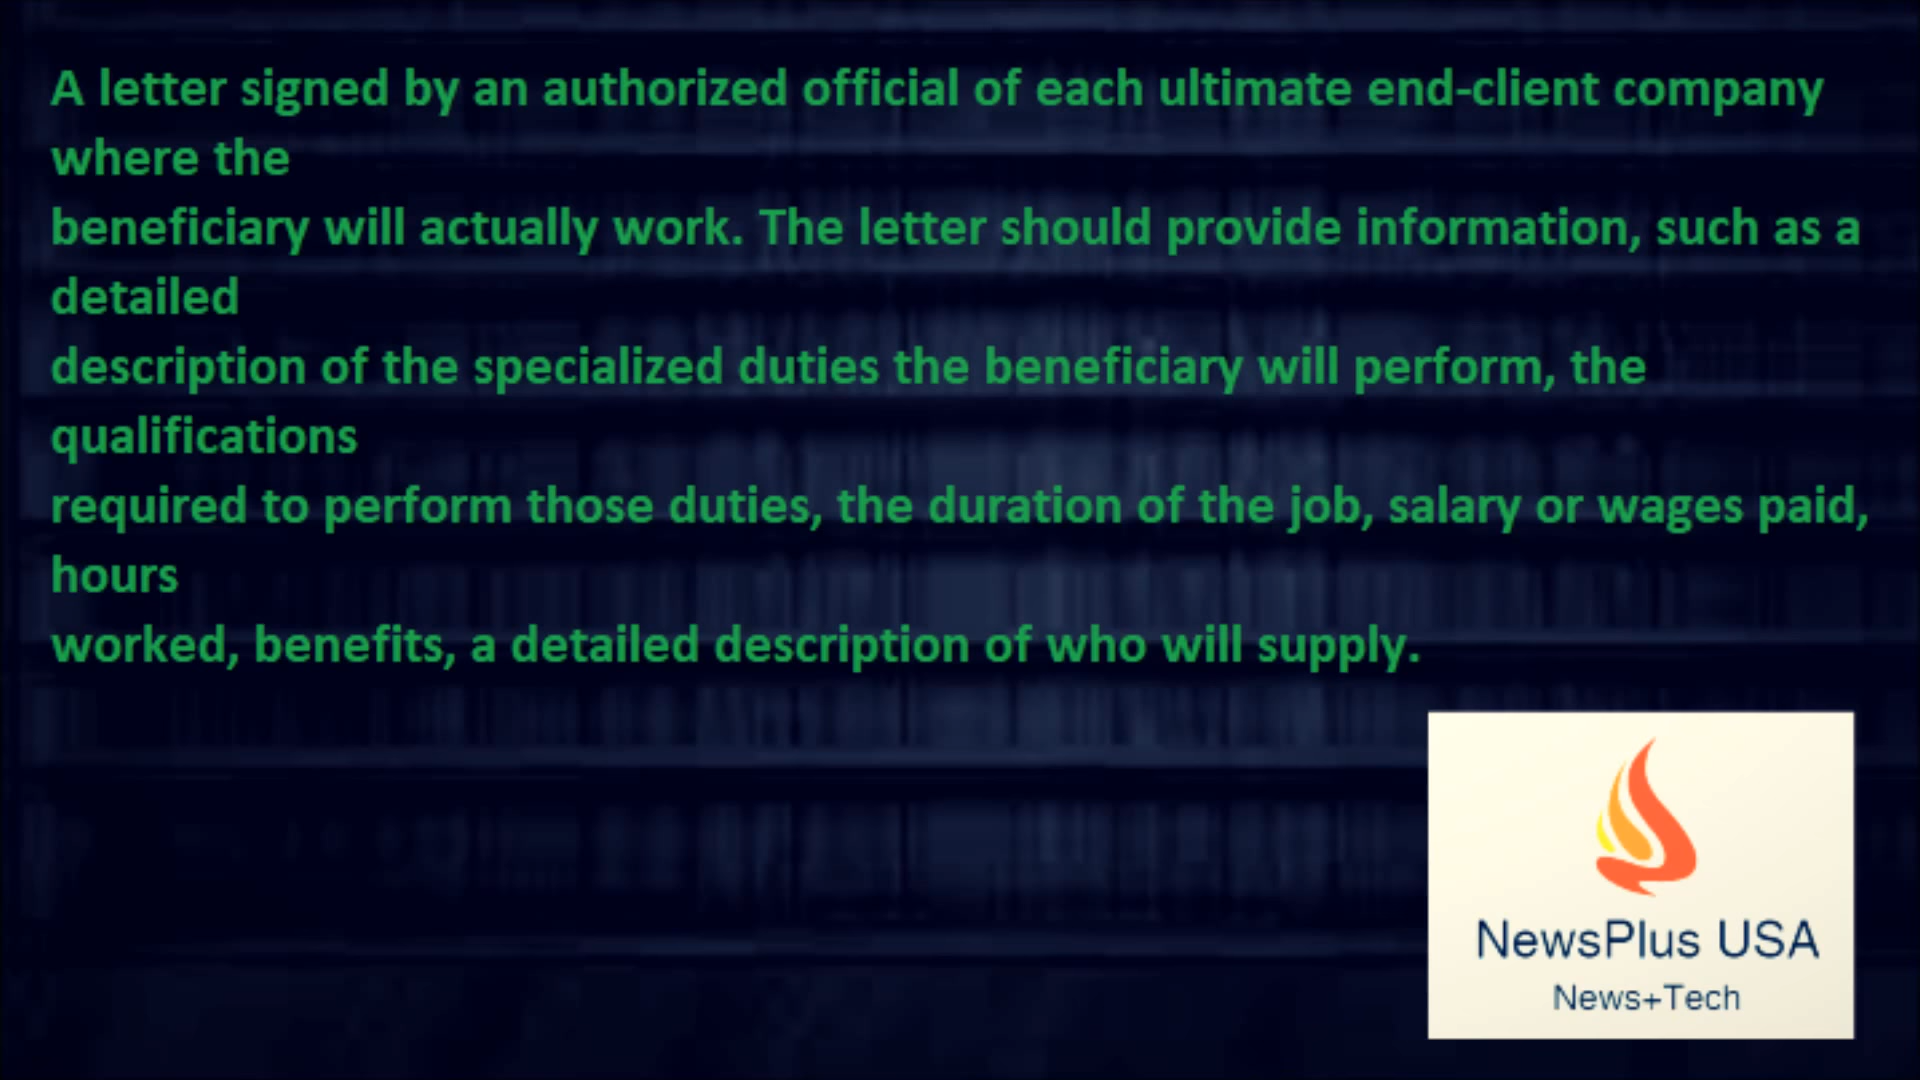 A letter signed by an authorized official of each ultimate end-client company
where the
beneficiary will actually work. The letter should provide information, such as a
detailed
description of the specialized duties the beneficiary will perform, the
qualifications
required to perform those duties, the duration of the job, salary or wages paid,
hours
worked, benefits, a detailed description of who will supply.
NewsPlus USA
News+Tech